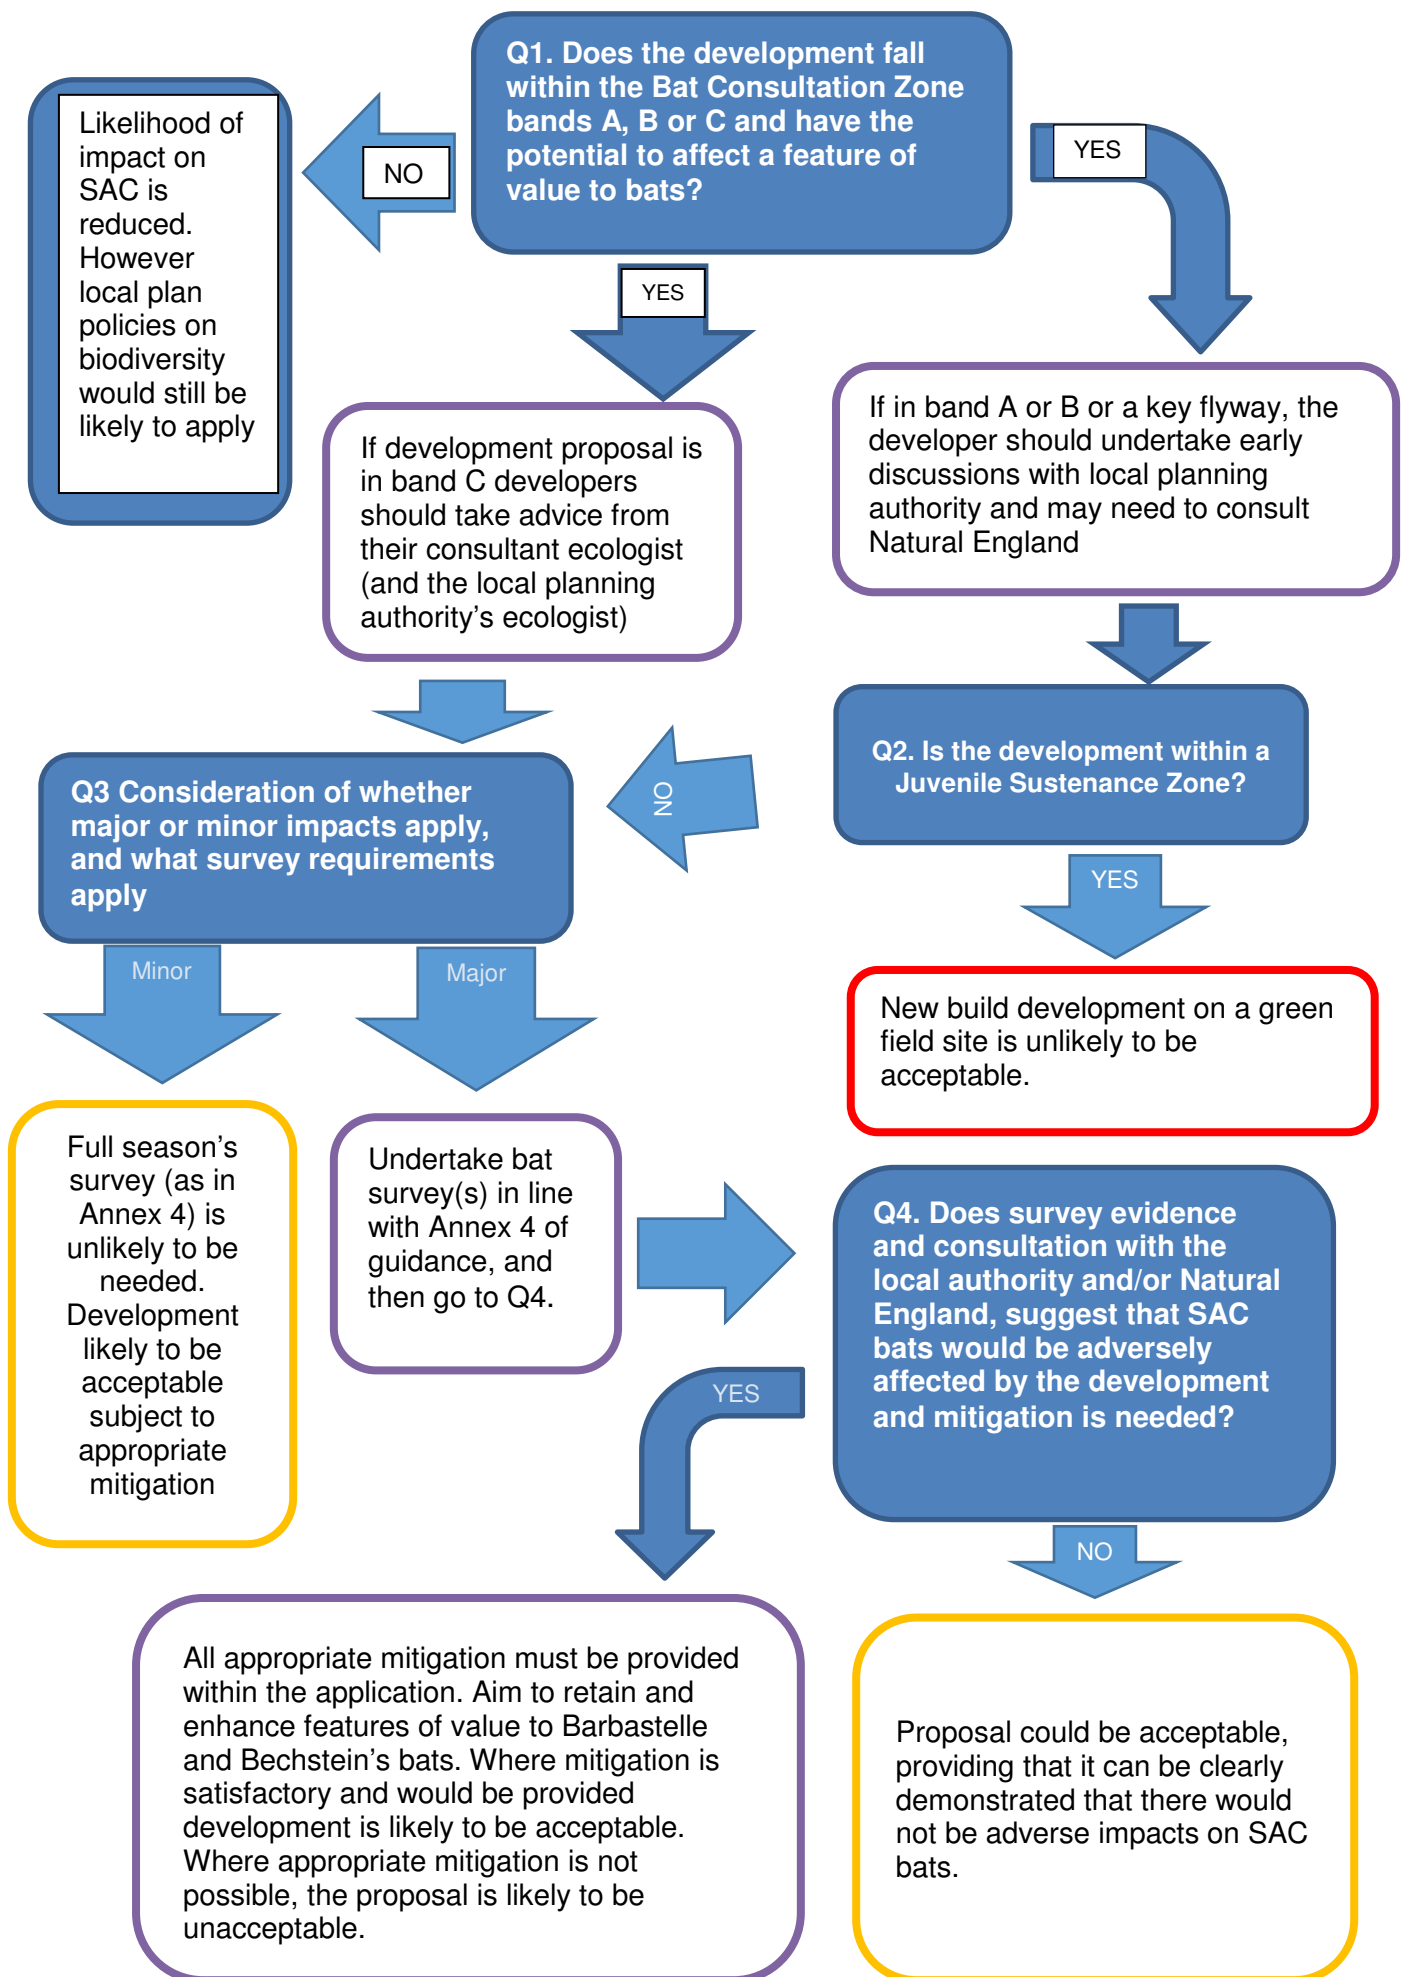 Q1. Does the development fall
within the Bat Consultation Zone
bands A, B or C and have the
potential to affect a feature of
value to bats?
NO
Likelihood of
impact on
SAC is
reduced.
However
local plan
policies on
biodiversity
would still be
likely to apply
YES
YES
If development proposal is
in band C developers
should take advice from
their consultant ecologist
(and the local planning
authority’s ecologist)
If in band A or B or a key flyway, the
developer should undertake early
discussions with local planning
authority and may need to consult
Natural England
Q2. Is the development within a
Juvenile Sustenance Zone?
NO
YES
Q3 Consideration of whether
major or minor impacts apply,
and what survey requirements
apply
New build development on a green
field site is unlikely to be
acceptable.
Minor
Major
Full season’s
survey (as in
Annex 4) is
unlikely to be
needed.
Development
likely to be
acceptable
subject to
appropriate
mitigation
Undertake bat
survey(s) in line
with Annex 4 of
guidance, and
then go to Q4.
Q4. Does survey evidence
and consultation with the
local authority and/or Natural
England, suggest that SAC
bats would be adversely
affected by the development
and mitigation is needed?
YES
NO
All appropriate mitigation must be provided
within the application. Aim to retain and
enhance features of value to Barbastelle
and Bechstein’s bats. Where mitigation is
satisfactory and would be provided
development is likely to be acceptable.
Where appropriate mitigation is not
possible, the proposal is likely to be
unacceptable.
Proposal could be acceptable,
providing that it can be clearly
demonstrated that there would
not be adverse impacts on SAC
bats.